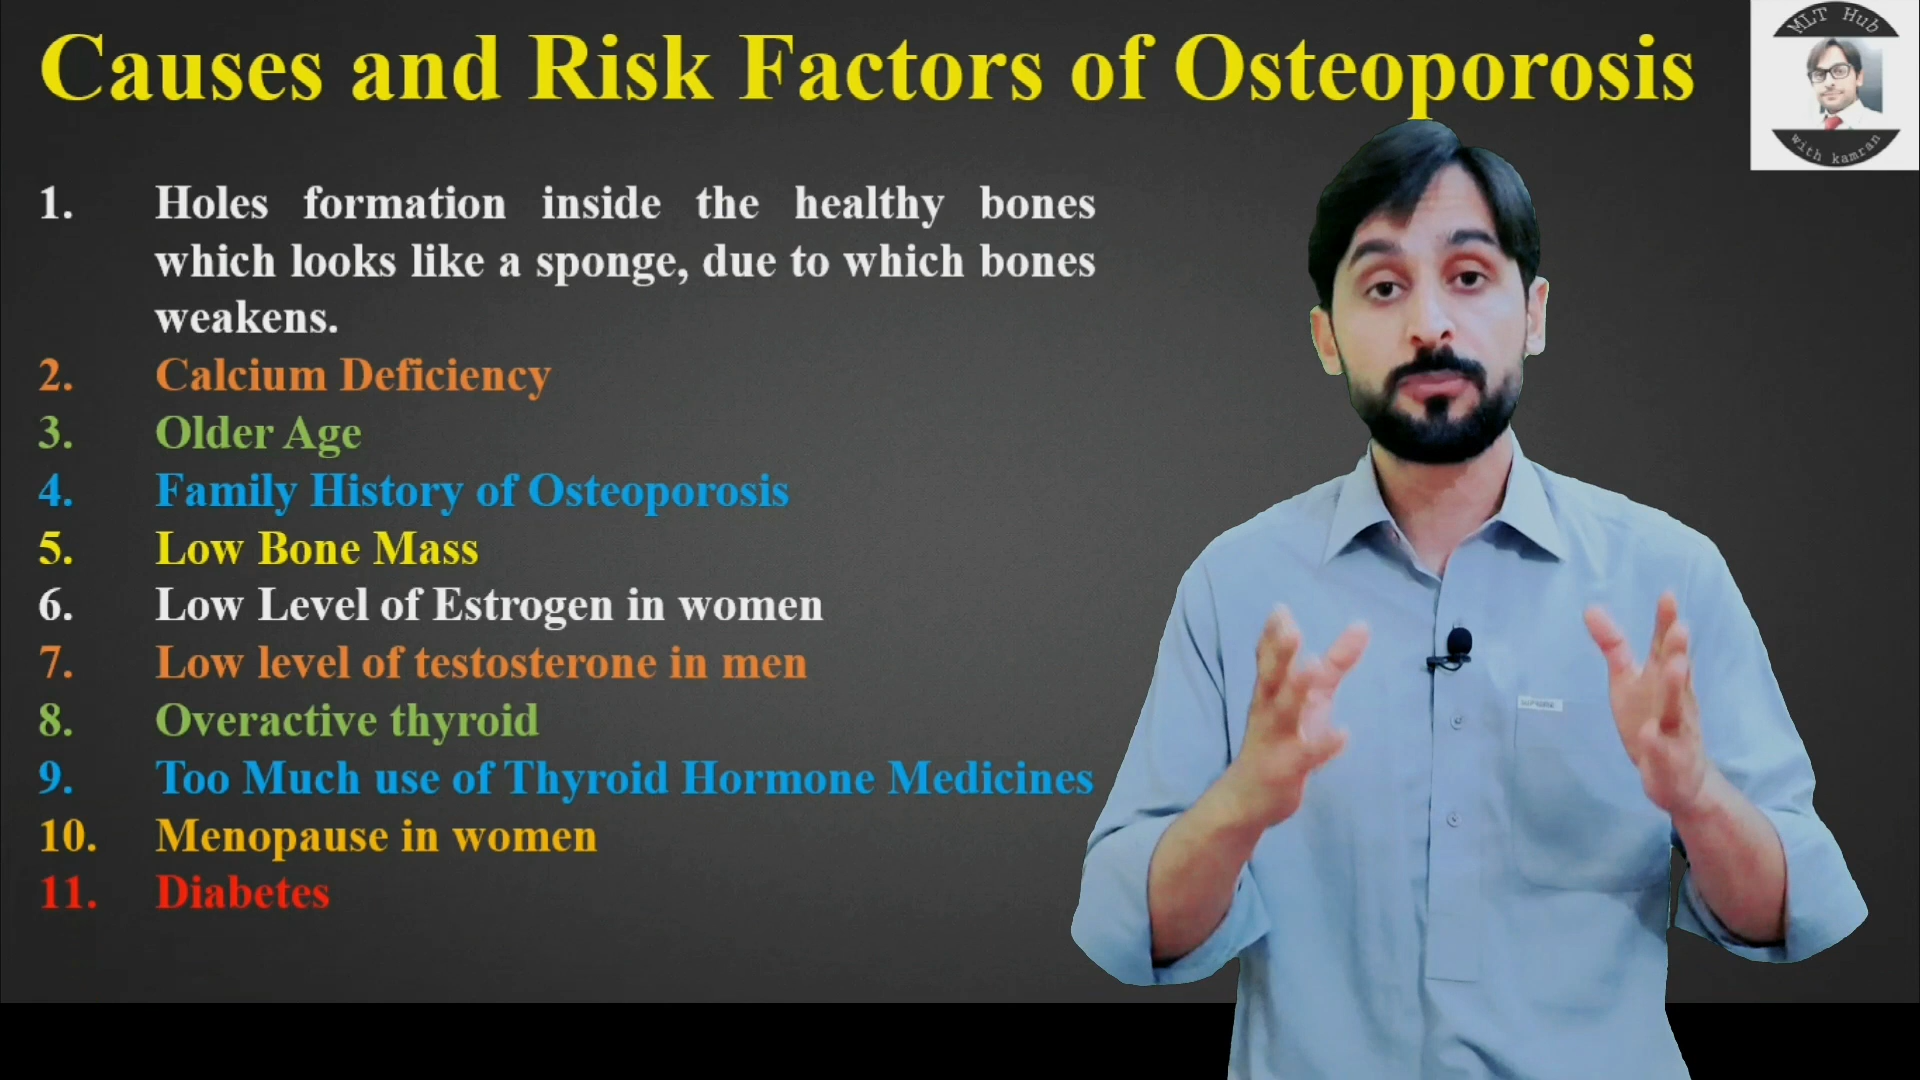 Causes and Risk Factors of Osteoporosis
MLT Hub
with kamran
1. Holes formation inside the healthy bones
which looks like a sponge, due to which bones
weakens.
2. Calcium Deficiency
3. Older Age
4. Family History of Osteoporosis
5. Low Bone Mass
6. Low Level of Estrogen in women
7. Low level of testosterone in men
8. Overactive thyroid
9. Too Much use of Thyroid Hormone Medicines
10. Menopause in women
11. Diabetes